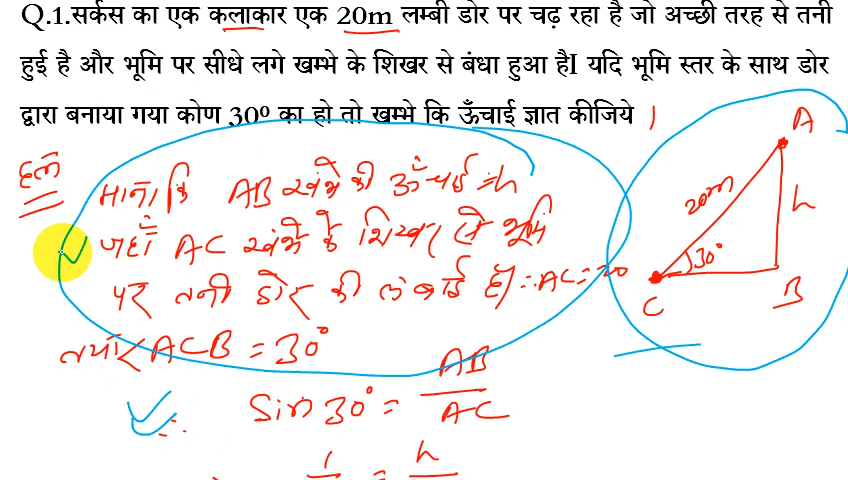 Q.1.सर्कस का एक कलाकार एक 20m लम्बी डोर पर चढ़ रहा है जो अच्छी तरह से तनी
हुई है और भूमि पर सीधे लगे खम्भे के शिखर से बंधा हुआ है। यदि भूमि स्तर के साथ डोर
द्वारा बनाया गया कोण 30º का हो तो खम्भे कि ऊँचाई ज्ञात कीजिये ।
हल
माना कि AB खंभे की ऊँचाई = h
जहाँ AC खंभे के शिखर से भूमि
पर तनी डोर की लंबाई है ∴ AC = 20
तथा ∠ACB = 30°
Sin 30° = AB/AC
1 = h
A
20m
h
30°
C
B